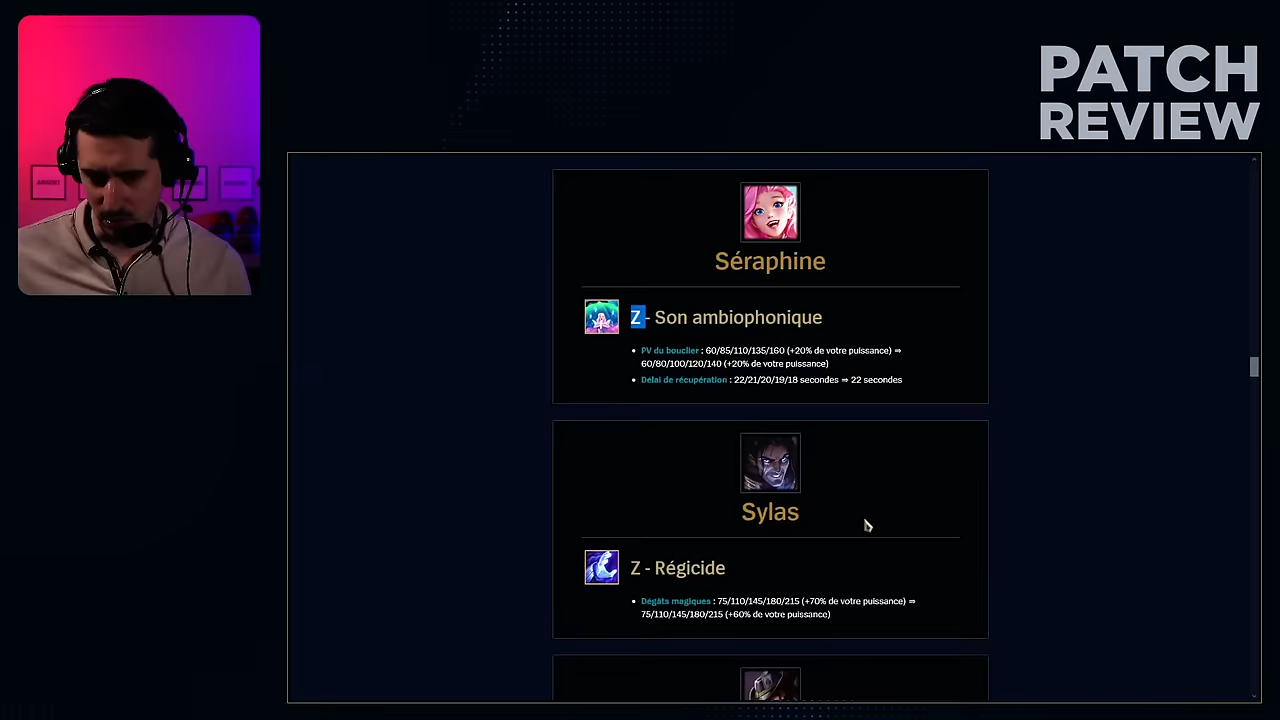 PATCH
REVIEW
Séraphine
Z - Son ambiophonique
• PV du bouclier : 60/85/110/135/160 (+20% de votre puissance) ⇒
60/80/100/120/140 (+20% de votre puissance)
• Délai de récupération : 22/21/20/19/18 secondes ⇒ 22 secondes
Sylas
Z - Régicide
• Dégâts magiques : 75/110/145/180/215 (+70% de votre puissance) ⇒
75/110/145/180/215 (+60% de votre puissance)